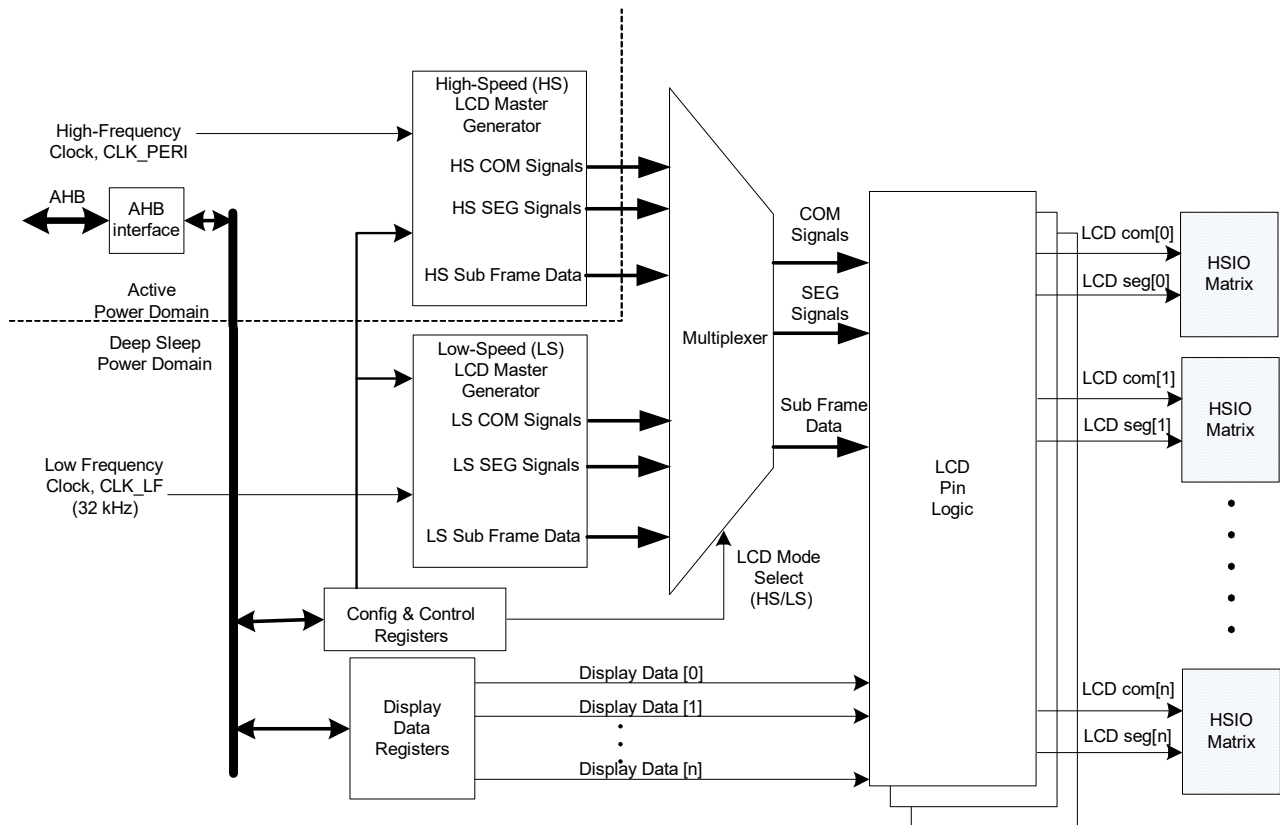 High-Speed (HS)
LCD Master
Generator
High-Frequency
Clock, CLK_PERI
HS COM Signals
HS SEG Signals
HS Sub Frame Data
AHB
AHB
interface
Active
Power Domain
Deep Sleep
Power Domain
Low-Speed (LS)
LCD Master
Generator
LS COM Signals
LS SEG Signals
LS Sub Frame Data
Low Frequency
Clock, CLK_LF
(32 kHz)
Multiplexer
COM
Signals
SEG
Signals
Sub Frame
Data
LCD Mode
Select
(HS/LS)
Config & Control
Registers
Display
Data
Registers
Display Data [0]
Display Data [1]
Display Data [n]
LCD
Pin
Logic
LCD com[0]
LCD seg[0]
HSIO
Matrix
LCD com[1]
LCD seg[1]
HSIO
Matrix
LCD com[n]
LCD seg[n]
HSIO
Matrix